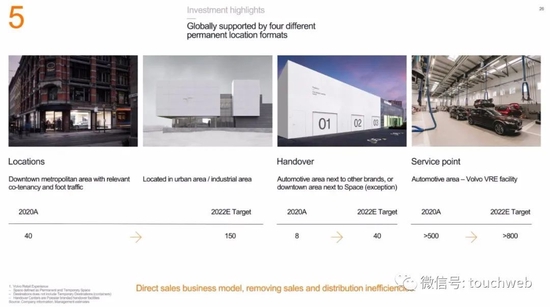 5
Investment highlights
26
Globally supported by four different
permanent location formats
01
02
Locations
Handover
Service point
Downtown metropolitan area with relevant
co-tenancy and foot traffic
Located in urban area / industrial area
Automotive area next to other brands, or
downtown area next to Space (exception)
Automotive area – Volvo VRE facility
2020A
2022E Target
2020A
2022E Target
2020A
2022E Target
40
150
8
40
>500
>800
Direct sales business model, removing sales and distribution inefficiencies
微信号: touchweb